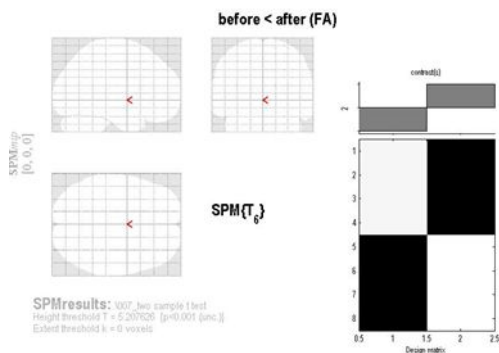 before < after (FA)
SPMmip
[0, 0, 0]
<
<
<
SPM{T6}
contrast(s)
2
1
2
3
4
5
6
7
8
0.5 1 1.5 2 2.5
Design matrix
SPMresults: .\007_two sample t test
Height threshold T = 5.207626 {p<0.001 (unc.)}
Extent threshold k = 0 voxels